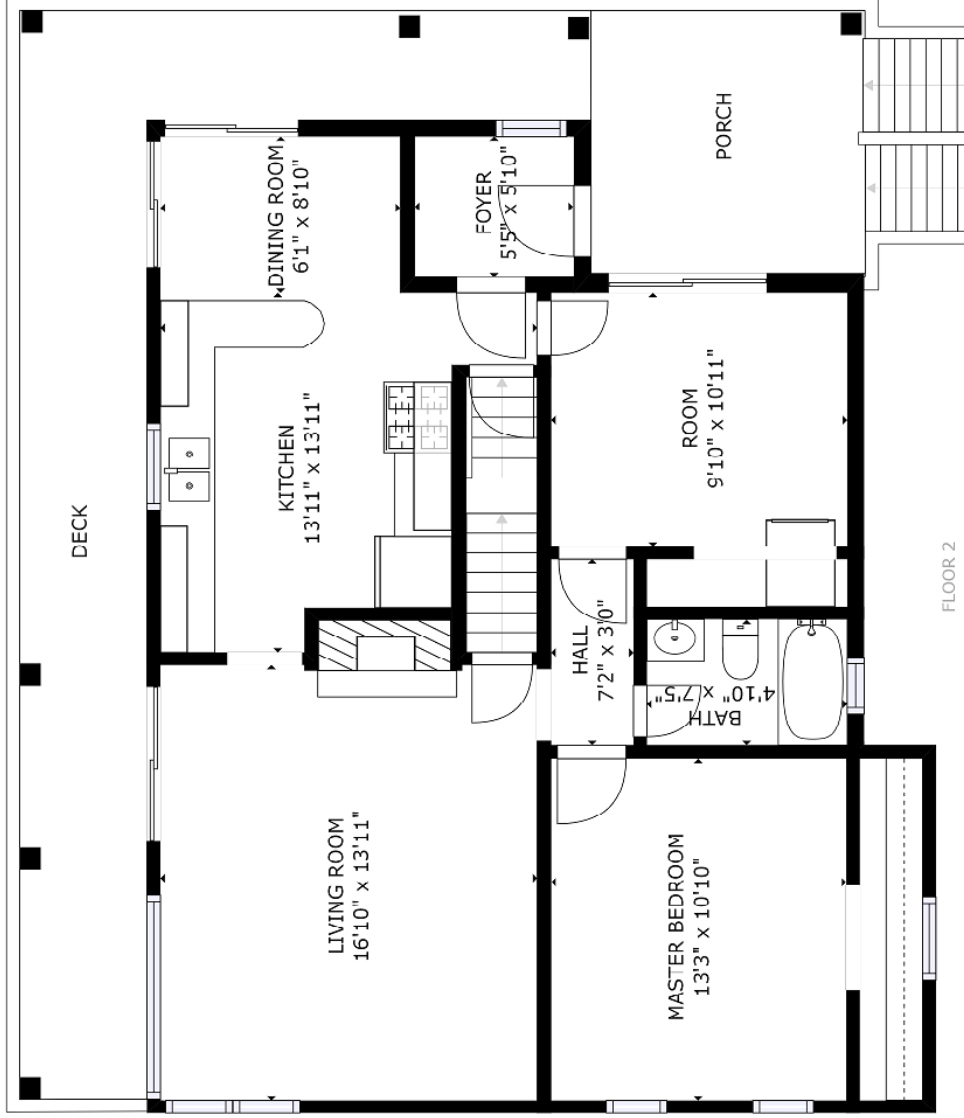 PORCH
DINING ROOM
6'1" x 8'10"
FOYER
5'5" x 5'10"
ROOM
9'10" x 10'11"
KITCHEN
13'11" x 13'11"
DECK
FLOOR 2
HALL
7'2" x 3'0"
BATH
4'10" x 7'5"
LIVING ROOM
16'10" x 13'11"
MASTER BEDROOM
13'3" x 10'10"